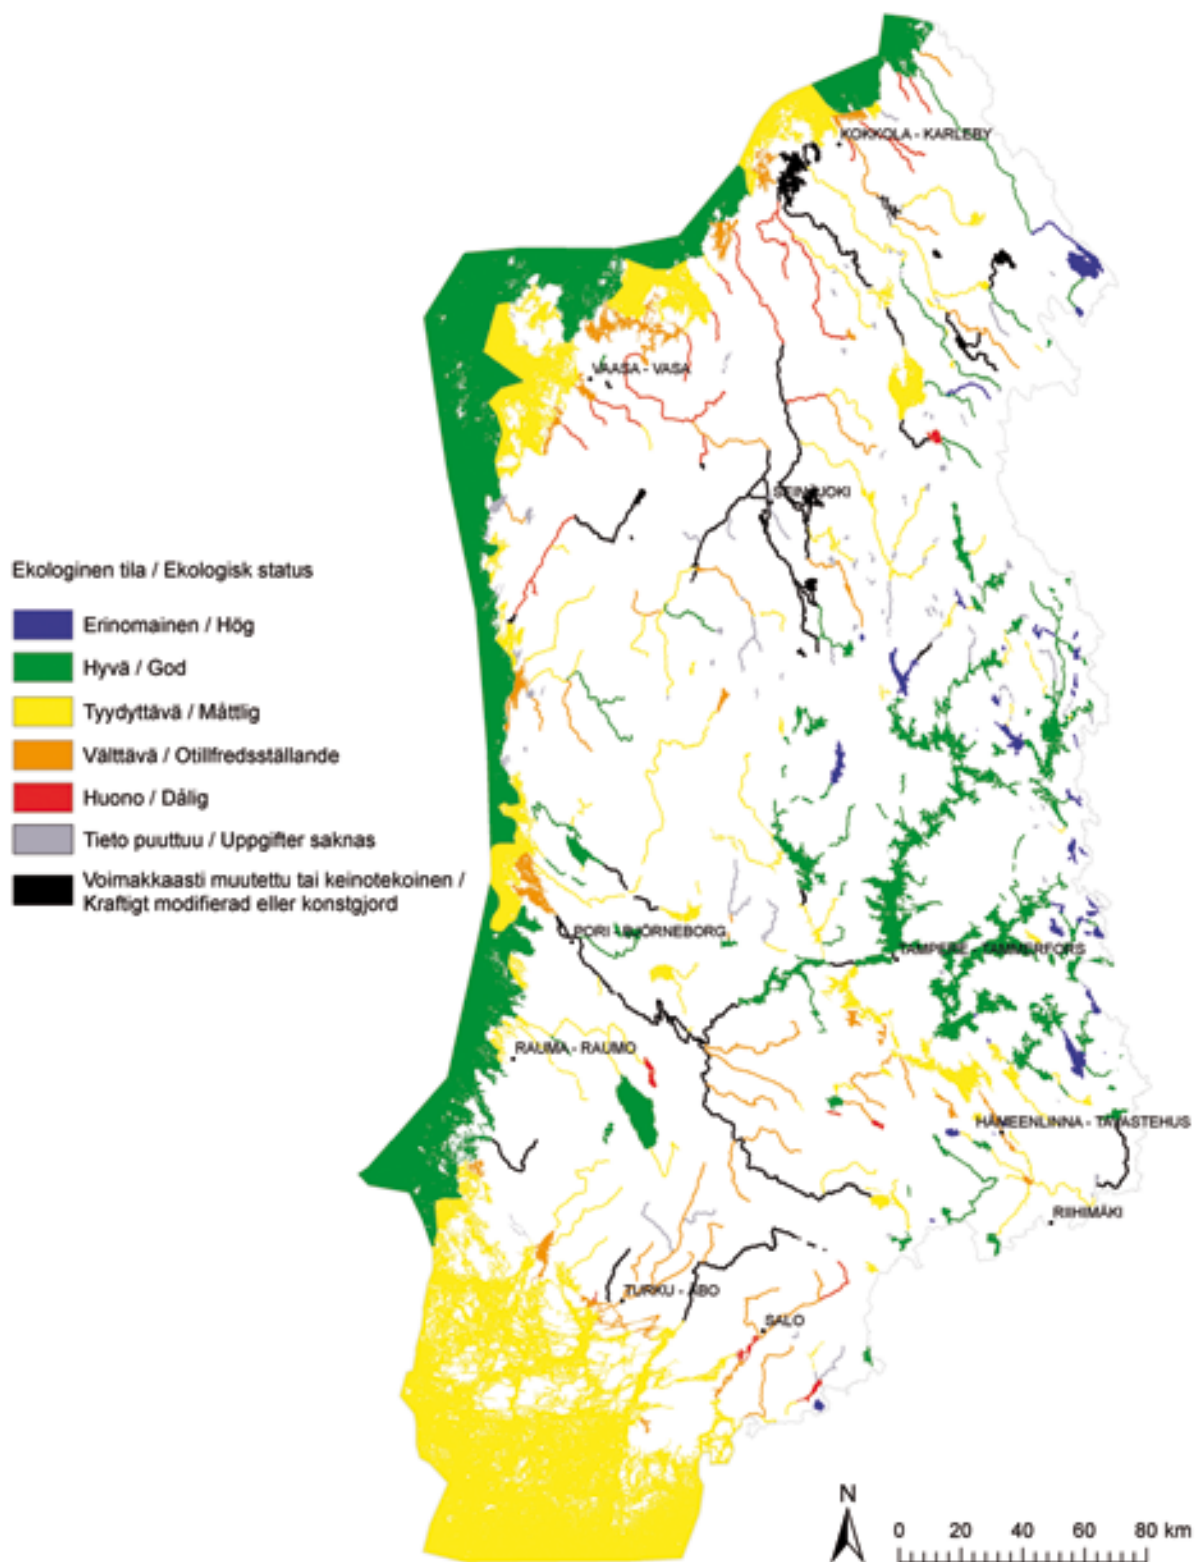 KOKKOLA - KARLEBY
VAASA - VASA
SEINÄJOKI
Ekologinen tila / Ekologisk status
Erinomainen / Hög
Hyvä / God
Tyydyttävä / Måttlig
Välttävä / Otillfredsställande
Huono / Dålig
Tieto puuttuu / Uppgifter saknas
Voimakkaasti muutettu tai keinotekoinen /
Kraftigt modifierad eller konstgjord
PORI - BJÖRNEBORG
TAMPERE - TAMMERFORS
RAUMA - RAUMO
HÄMEENLINNA - TAVASTEHUS
RIIHIMÄKI
TURKU - ÅBO
SALO
N
0 20 40 60 80 km